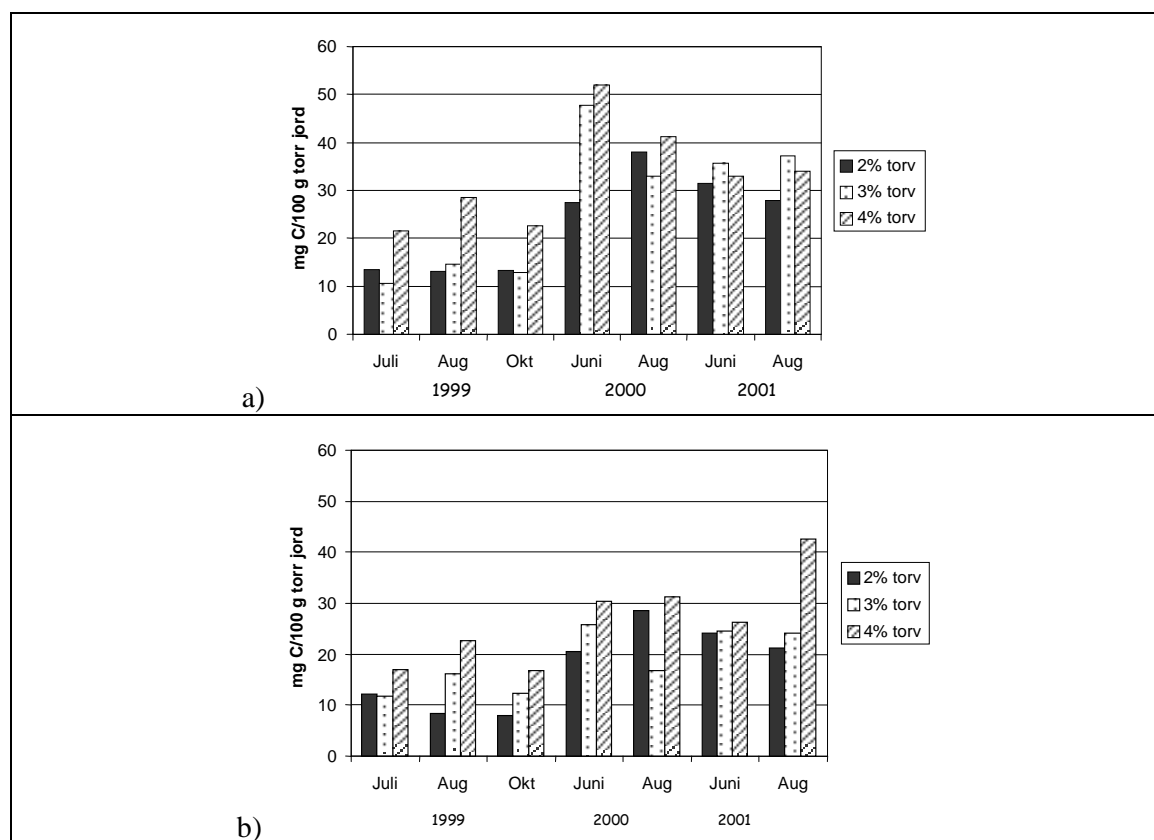 60
50
40
30
20
10
0
mg C/100 g torr jord
Juli Aug Okt Juni Aug Juni Aug
1999 2000 2001
2% torv
3% torv
4% torv
a)
60
50
40
30
20
10
0
mg C/100 g torr jord
Juli Aug Okt Juni Aug Juni Aug
1999 2000 2001
2% torv
3% torv
4% torv
b)